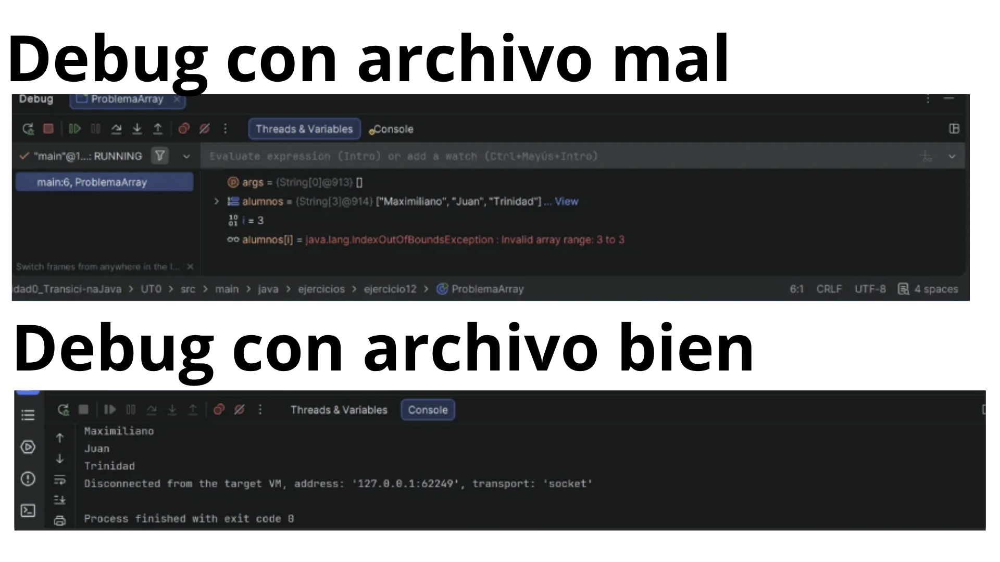 Debug con archivo mal
Debug ProblemaArray
Threads & Variables Console
"main"@1...: RUNNING Evaluate expression (Intro) or add a watch (Ctrl+Mayús+Intro)
main:6, ProblemaArray
args = {String[0]@913} []
alumnos = {String[3]@914} ["Maximiliano", "Juan", "Trinidad"] ... View
i = 3
alumnos[i] = java.lang.IndexOutOfBoundsException : Invalid array range: 3 to 3
Switch frames from anywhere in the I...
idad0_Transici-naJava > UT0 > src > main > java > ejercicios > ejercicio12 > ProblemaArray 6:1 CRLF UTF-8 4 spaces
Debug con archivo bien
Threads & Variables Console
Maximiliano
Juan
Trinidad
Disconnected from the target VM, address: '127.0.0.1:62249', transport: 'socket'
Process finished with exit code 0